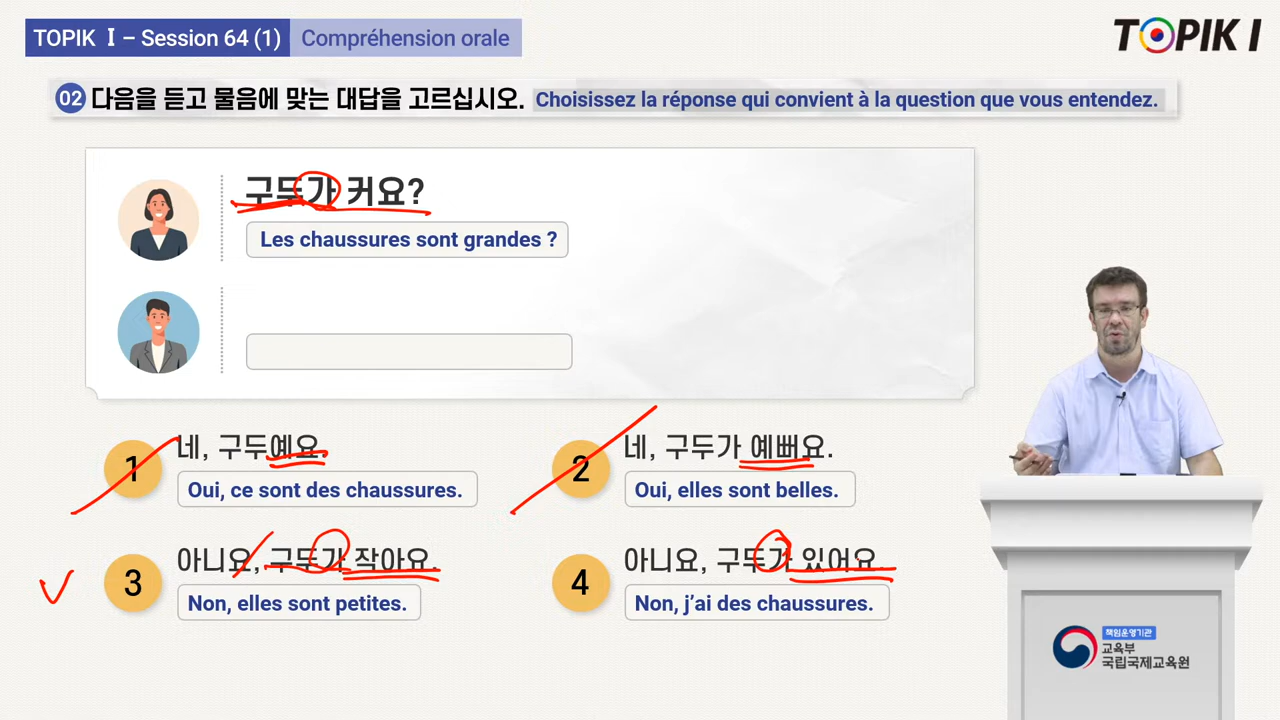 TOPIK Ⅰ – Session 64 (1) Compréhension orale
TOPIK I
02 다음을 듣고 물음에 맞는 대답을 고르십시오. Choisissez la réponse qui convient à la question que vous entendez.
구두가 커요?
Les chaussures sont grandes ?
1 네, 구두예요.
Oui, ce sont des chaussures.
2 네, 구두가 예뻐요.
Oui, elles sont belles.
3 아니요, 구두가 작아요.
Non, elles sont petites.
4 아니요, 구두가 있어요.
Non, j’ai des chaussures.
책임운영기관
교육부
국립국제교육원